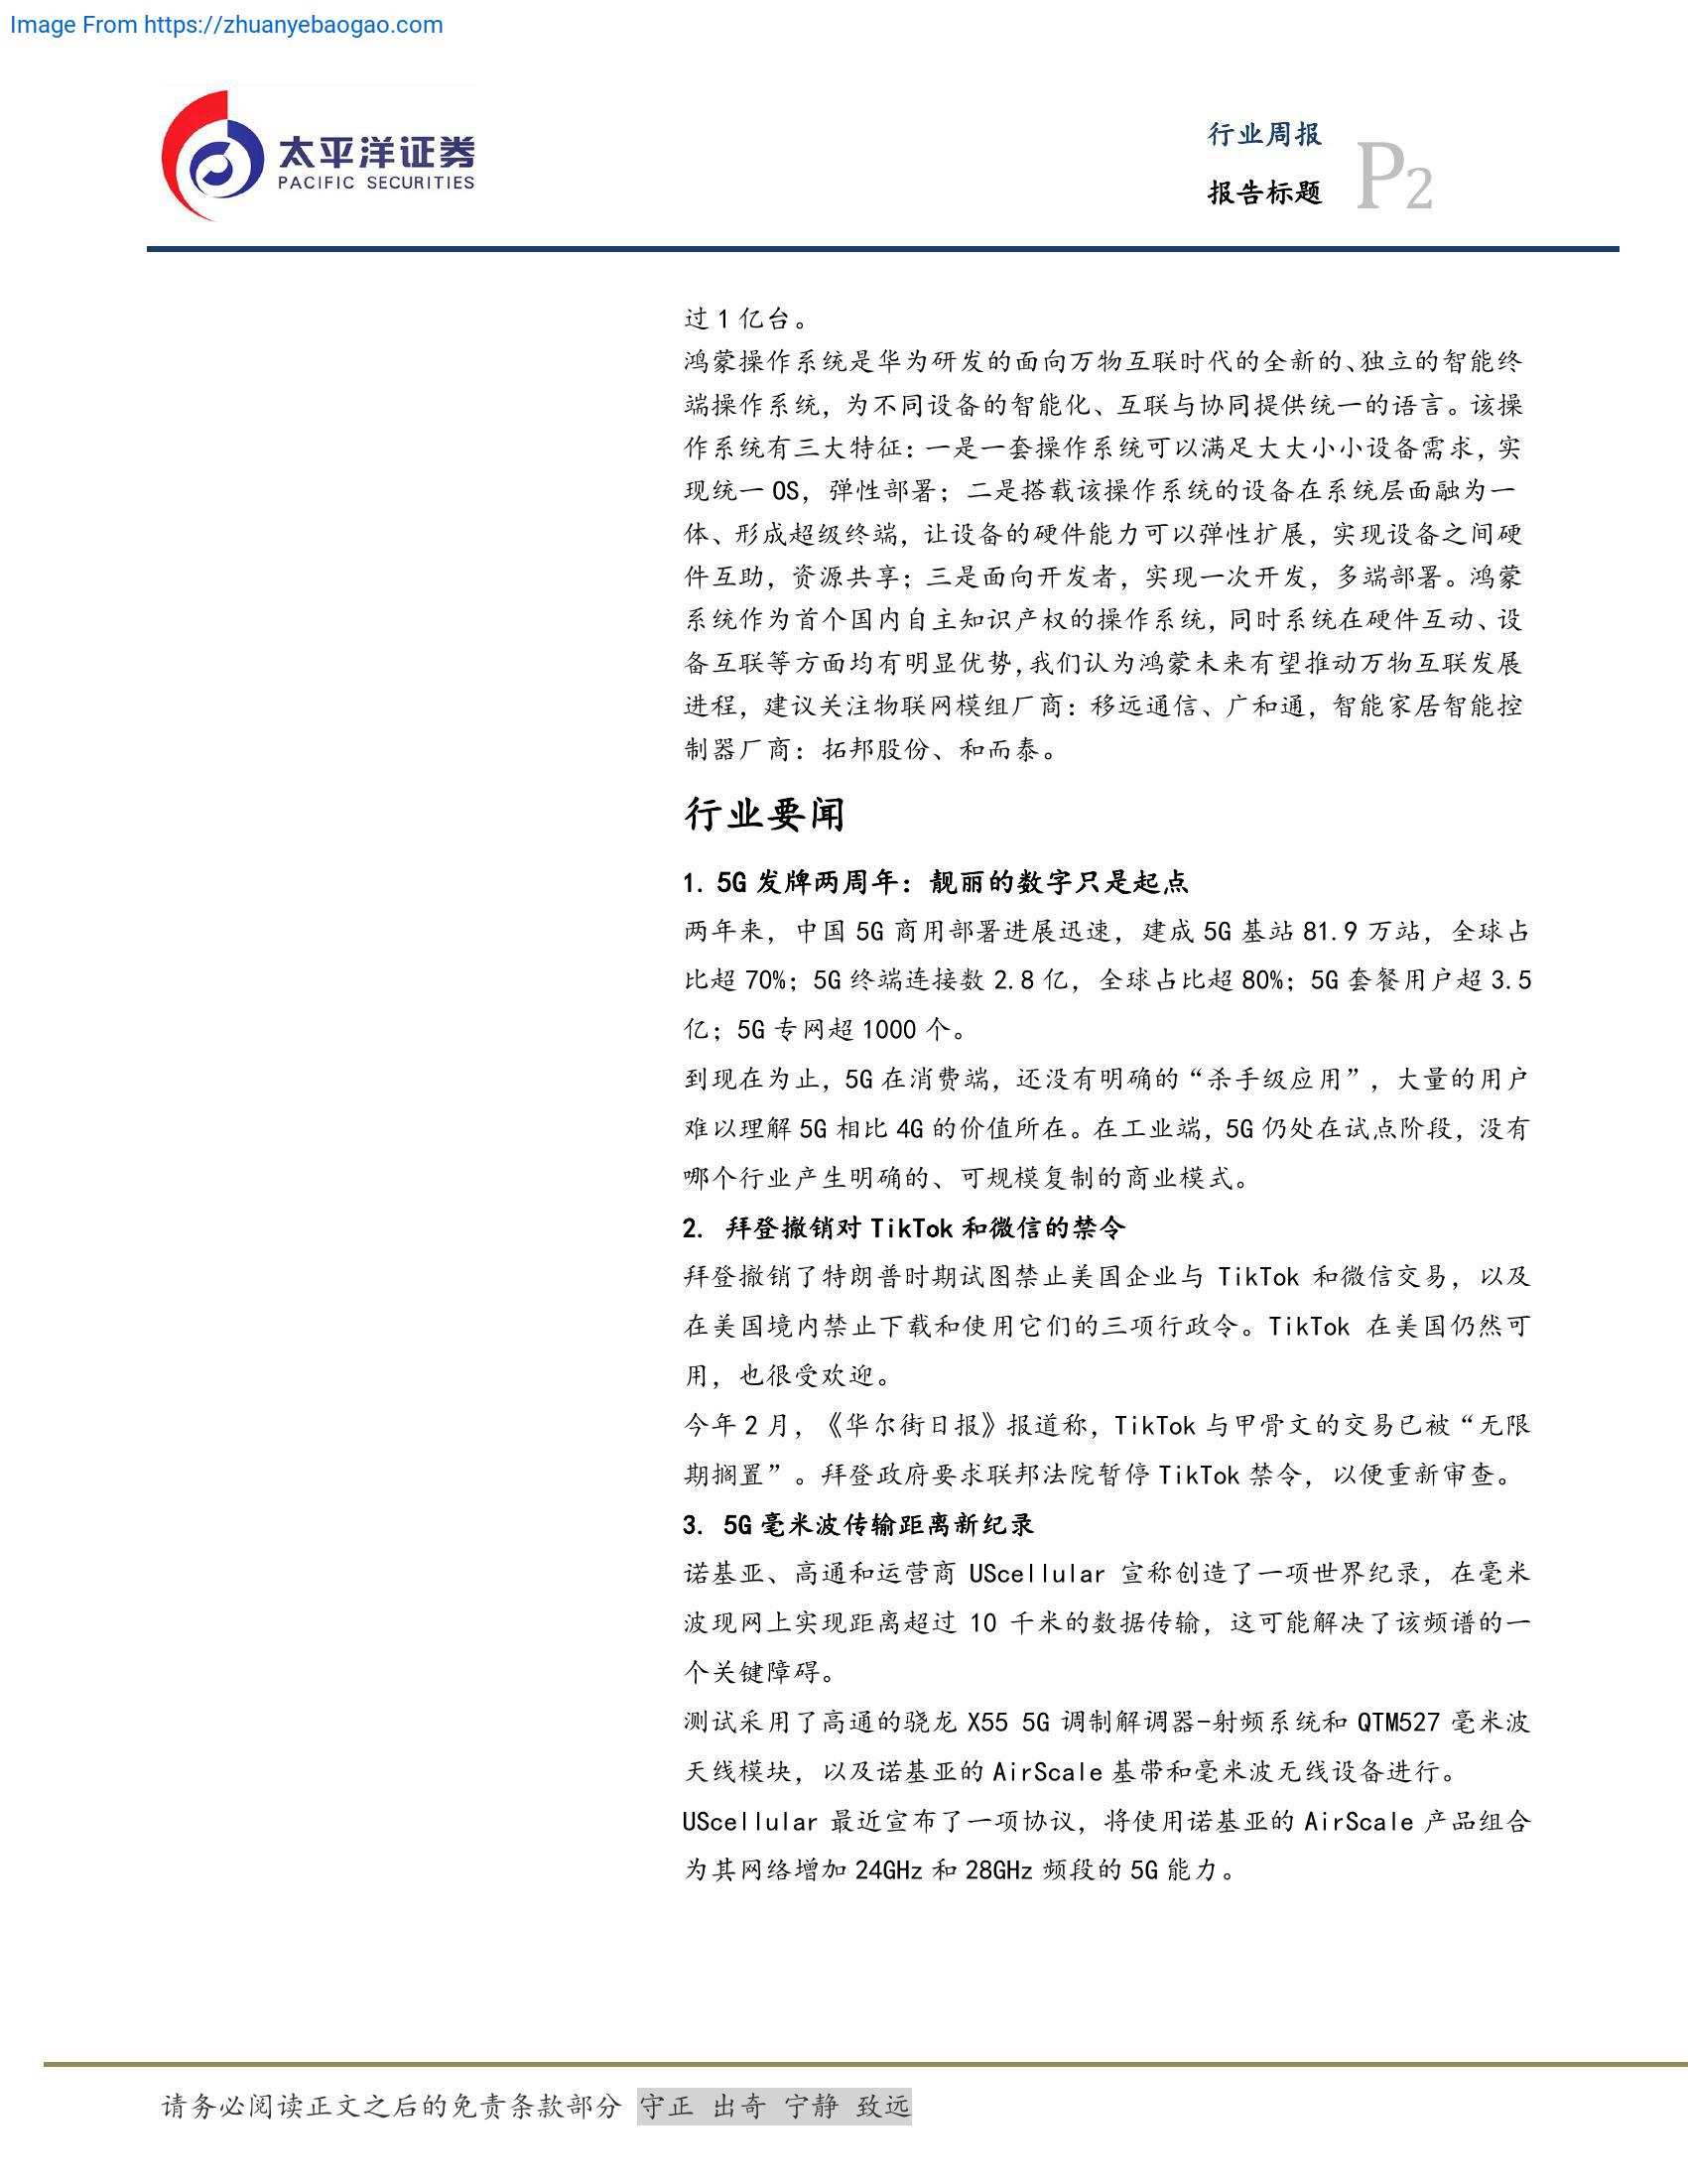 Image From https://zhuanyebaogao.com
太平洋证券
PACIFIC SECURITIES
行业周报
报告标题
P2
过 1 亿台。
鸿蒙操作系统是华为研发的面向万物互联时代的全新的、独立的智能终
端操作系统，为不同设备的智能化、互联与协同提供统一的语言。该操
作系统有三大特征：一是一套操作系统可以满足大大小小设备需求，实
现统一 OS，弹性部署；二是搭载该操作系统的设备在系统层面融为一
体、形成超级终端，让设备的硬件能力可以弹性扩展，实现设备之间硬
件互助，资源共享；三是面向开发者，实现一次开发，多端部署。鸿蒙
系统作为首个国内自主知识产权的操作系统，同时系统在硬件互动、设
备互联等方面均有明显优势，我们认为鸿蒙未来有望推动万物互联发展
进程，建议关注物联网模组厂商：移远通信、广和通，智能家居智能控
制器厂商：拓邦股份、和而泰。
行业要闻
1. 5G 发牌两周年：靓丽的数字只是起点
两年来，中国 5G 商用部署进展迅速，建成 5G 基站 81.9 万站，全球占
比超 70%；5G 终端连接数 2.8 亿，全球占比超 80%；5G 套餐用户超 3.5
亿；5G 专网超 1000 个。
到现在为止，5G 在消费端，还没有明确的“杀手级应用”，大量的用户
难以理解 5G 相比 4G 的价值所在。在工业端，5G 仍处在试点阶段，没有
哪个行业产生明确的、可规模复制的商业模式。
2. 拜登撤销对 TikTok 和微信的禁令
拜登撤销了特朗普时期试图禁止美国企业与 TikTok 和微信交易，以及
在美国境内禁止下载和使用它们的三项行政令。TikTok 在美国仍然可
用，也很受欢迎。
今年 2 月，《华尔街日报》报道称，TikTok 与甲骨文的交易已被“无限
期搁置”。拜登政府要求联邦法院暂停 TikTok 禁令，以便重新审查。
3. 5G 毫米波传输距离新纪录
诺基亚、高通和运营商 UScellular 宣称创造了一项世界纪录，在毫米
波现网上实现距离超过 10 千米的数据传输，这可能解决了该频谱的一
个关键障碍。
测试采用了高通的骁龙 X55 5G 调制解调器-射频系统和 QTM527 毫米波
天线模块，以及诺基亚的 AirScale 基带和毫米波无线设备进行。
UScellular 最近宣布了一项协议，将使用诺基亚的 AirScale 产品组合
为其网络增加 24GHz 和 28GHz 频段的 5G 能力。
请务必阅读正文之后的免责条款部分 守正 出奇 宁静 致远